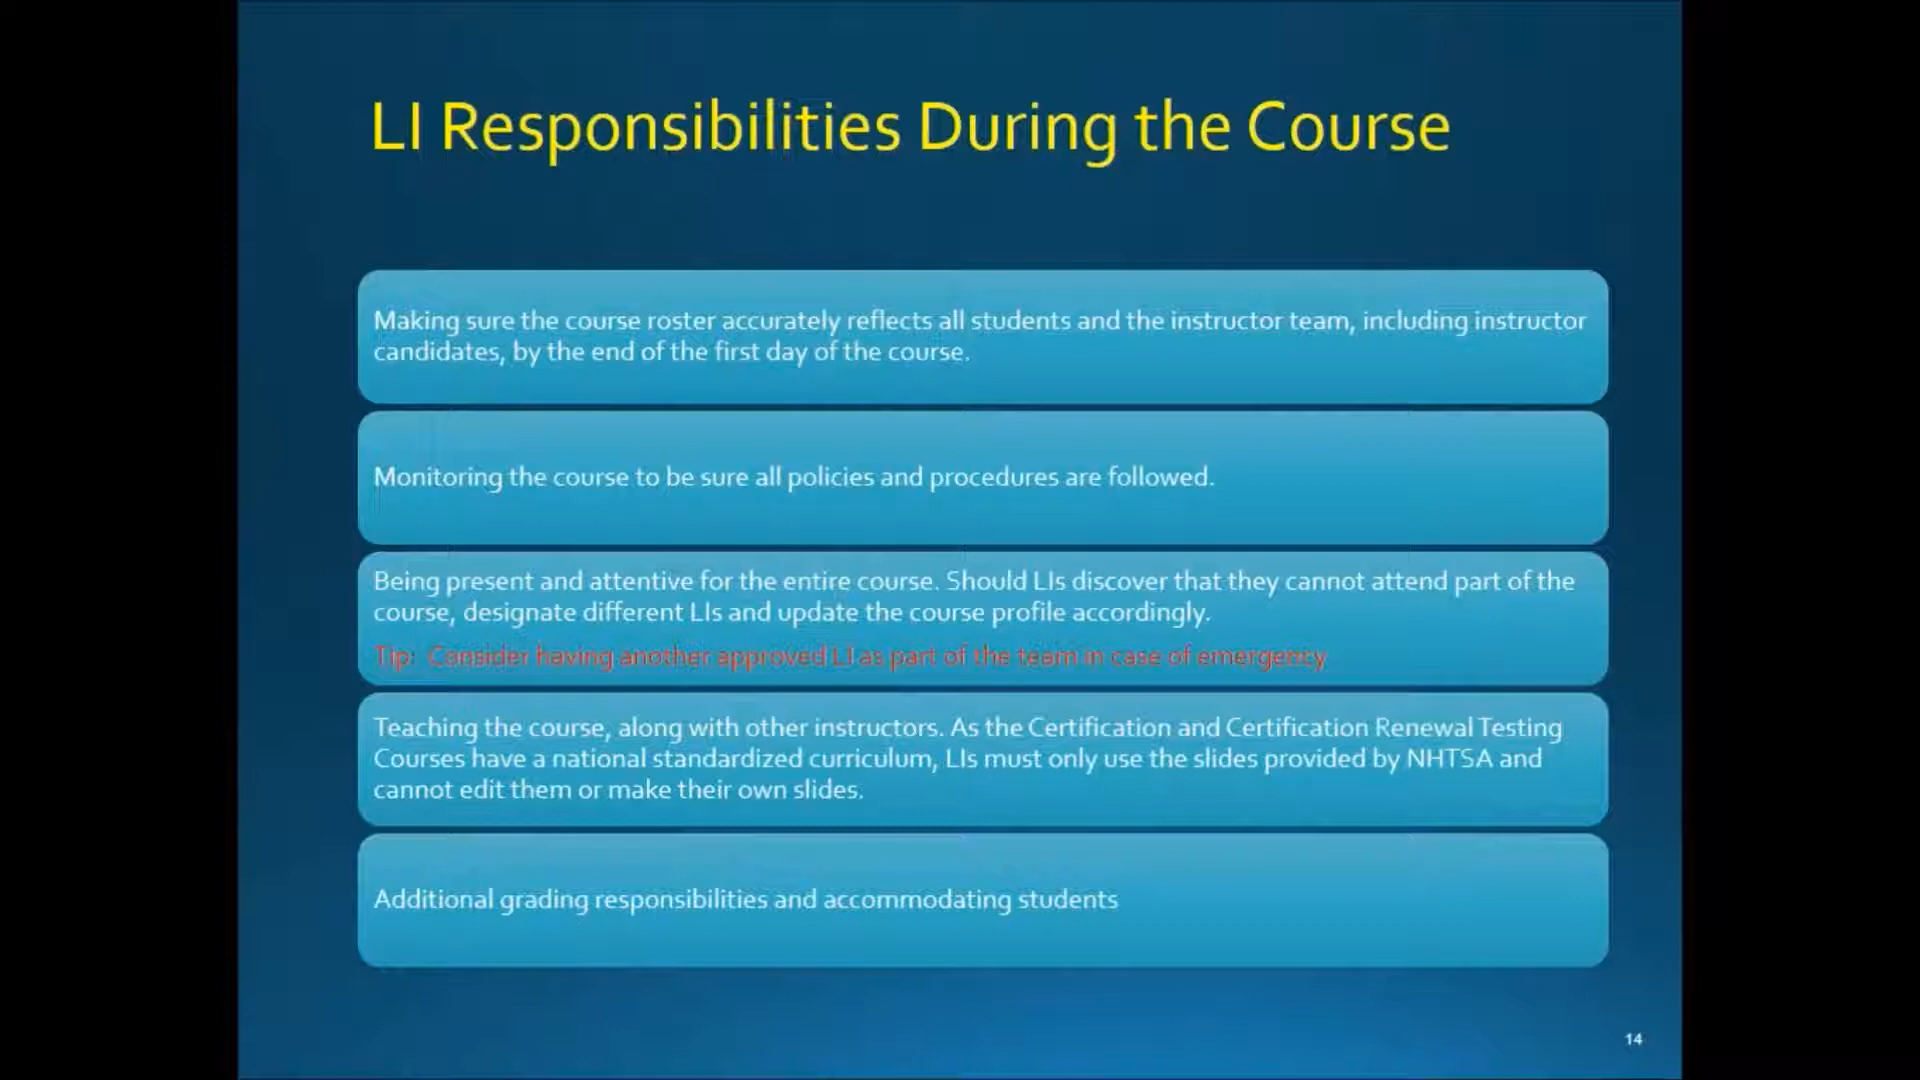 LI Responsibilities During the Course
Making sure the course roster accurately reflects all students and the instructor team, including instructor
candidates, by the end of the first day of the course.
Monitoring the course to be sure all policies and procedures are followed.
Being present and attentive for the entire course. Should LIs discover that they cannot attend part of the
course, designate different LIs and update the course profile accordingly.
Tip: Consider having another approved LI as part of the team in case of emergency
Teaching the course, along with other instructors. As the Certification and Certification Renewal Testing
Courses have a national standardized curriculum, LIs must only use the slides provided by NHTSA and
cannot edit them or make their own slides.
Additional grading responsibilities and accommodating students
14